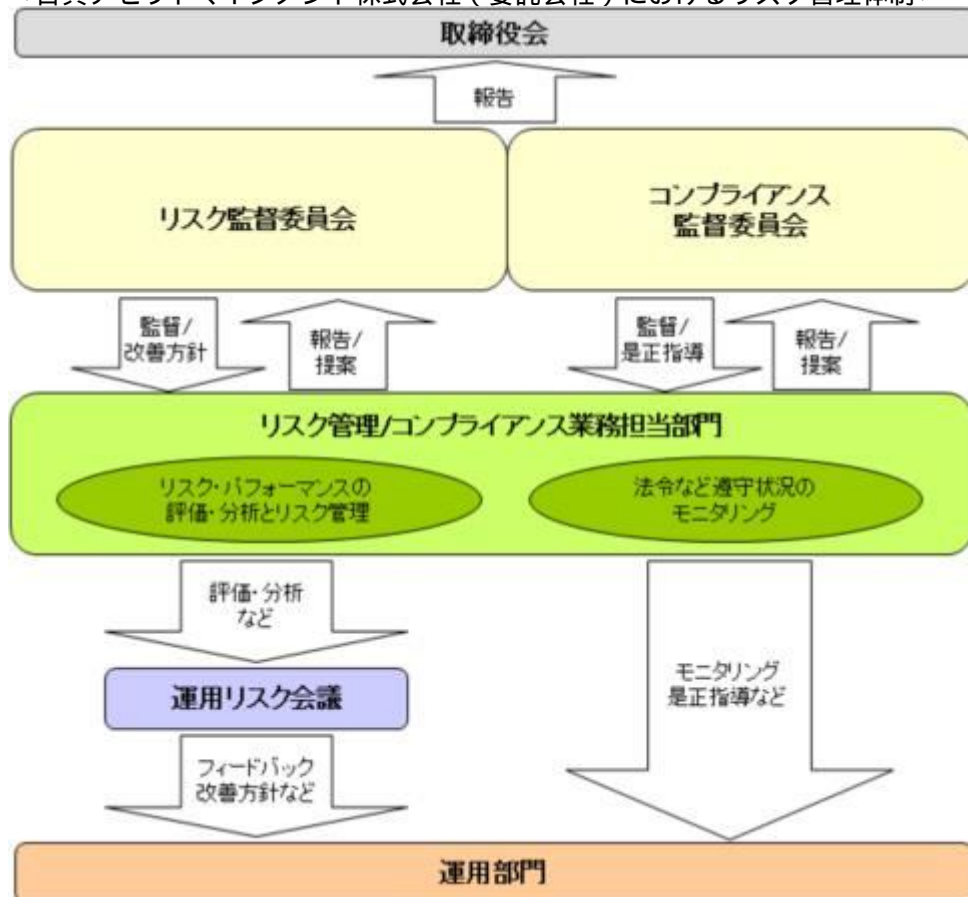 取締役会
報告
リスク監督委員会
コンプライアンス
監督委員会
監督/
改善方針
報告/
提案
監督/
是正指導
報告/
提案
リスク管理/コンプライアンス業務担当部門
リスク・パフォーマンスの
評価・分析とリスク管理
法令など遵守状況の
モニタリング
評価・分析
など
運用リスク会議
モニタリング
是正指導など
フィードバック
改善方針など
運用部門